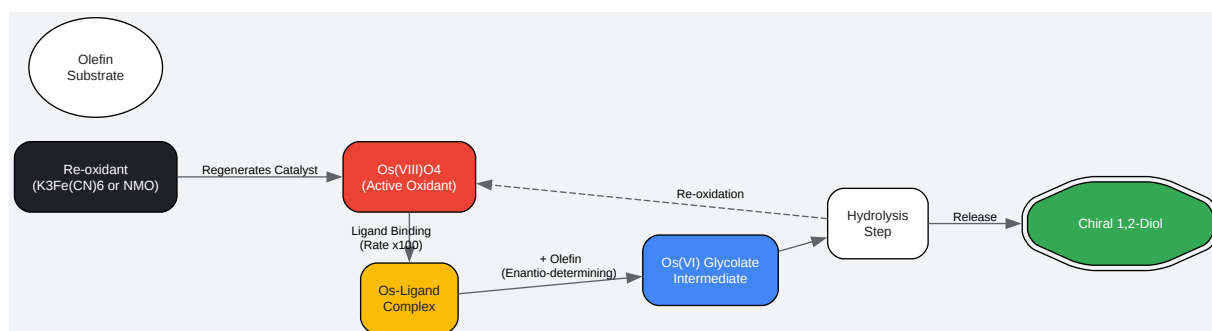 Olefin
Substrate
Re-oxidant
(K3Fe(CN)6 or NMO)
Regenerates Catalyst
Os(VIII)O4
(Active Oxidant)
Ligand Binding
(Rate x100)
Os-Ligand
Complex
+ Olefin
(Enantio-determining)
Os(VI) Glycolate
Intermediate
Re-oxidation
Hydrolysis
Step
Release
Chiral 1,2-Diol